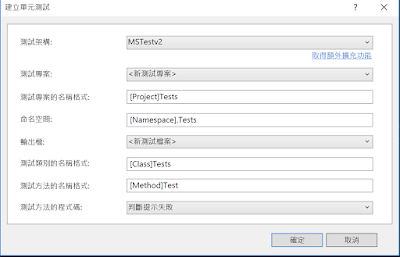 建立單元測試
測試架構: MSTestv2
取得額外擴充功能
測試專案: <新測試專案>
測試專案的名稱格式: [Project]Tests
命名空間: [Namespace].Tests
輸出檔: <新測試檔案>
測試類別的名稱格式: [Class]Tests
測試方法的名稱格式: [Method]Test
測試方法的程式碼: 判斷提示失敗
確定 取消